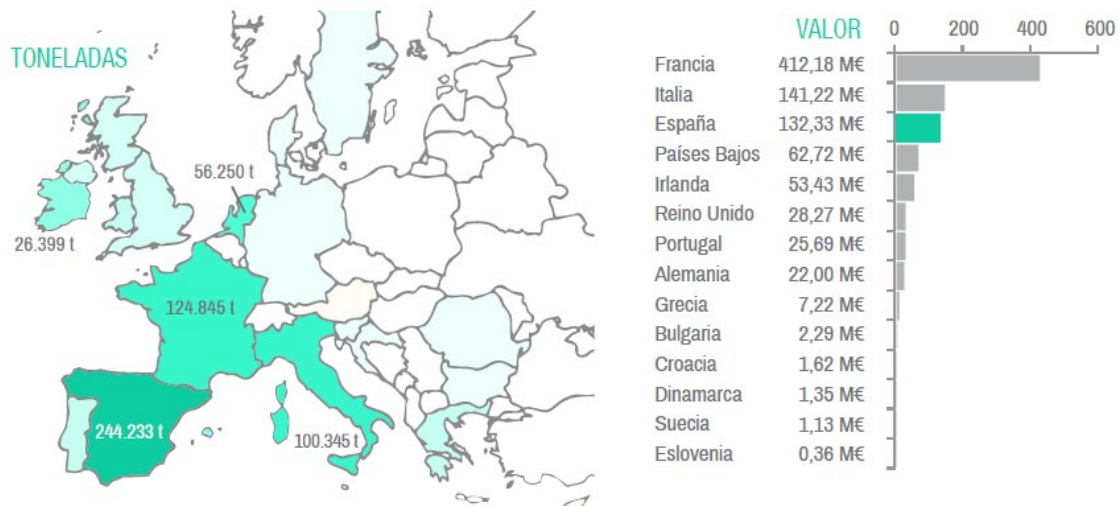 TONELADAS
56.250 t
26.399 t
124.845 t
244.233 t
100.345 t
VALOR 0 200 400 600
Francia 412,18 M€
Italia 141,22 M€
España 132,33 M€
Países Bajos 62,72 M€
Irlanda 53,43 M€
Reino Unido 28,27 M€
Portugal 25,69 M€
Alemania 22,00 M€
Grecia 7,22 M€
Bulgaria 2,29 M€
Croacia 1,62 M€
Dinamarca 1,35 M€
Suecia 1,13 M€
Eslovenia 0,36 M€